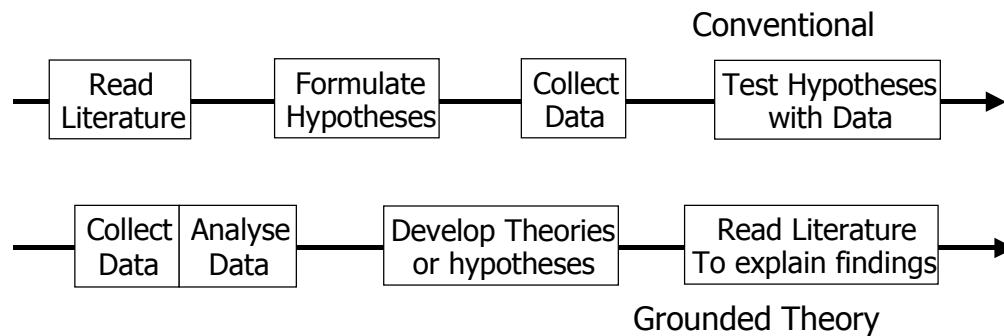 Conventional
Read
Literature
Formulate
Hypotheses
Collect
Data
Test Hypotheses
with Data
Collect
Data
Analyse
Data
Develop Theories
or hypotheses
Read Literature
To explain findings
Grounded Theory